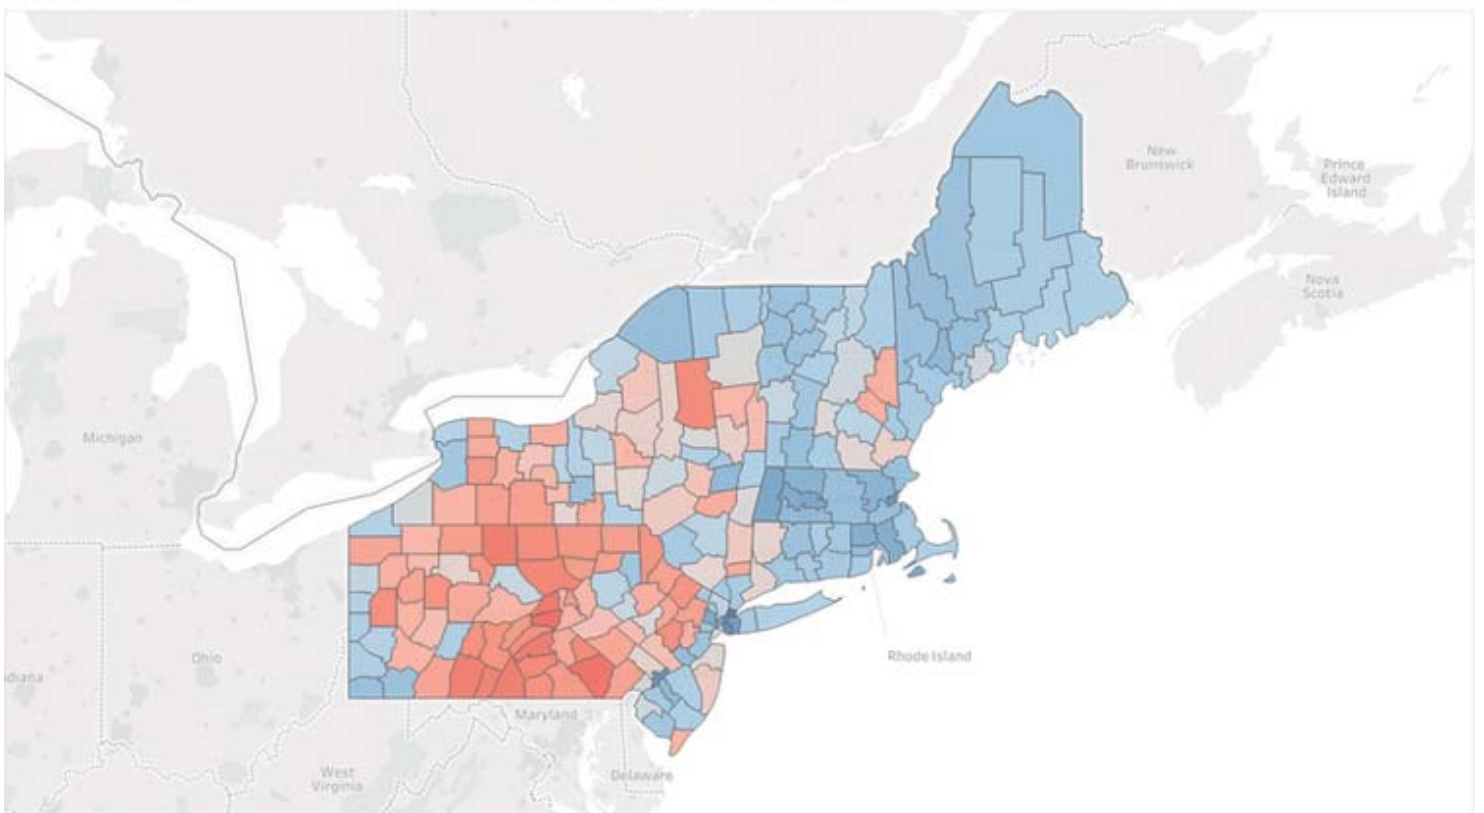 New
Brunswick
Prince
Edward
Island
Nova
Scotia
Michigan
Rhode Island
Ohio
diana
Maryland
West
Virginia
Delaware